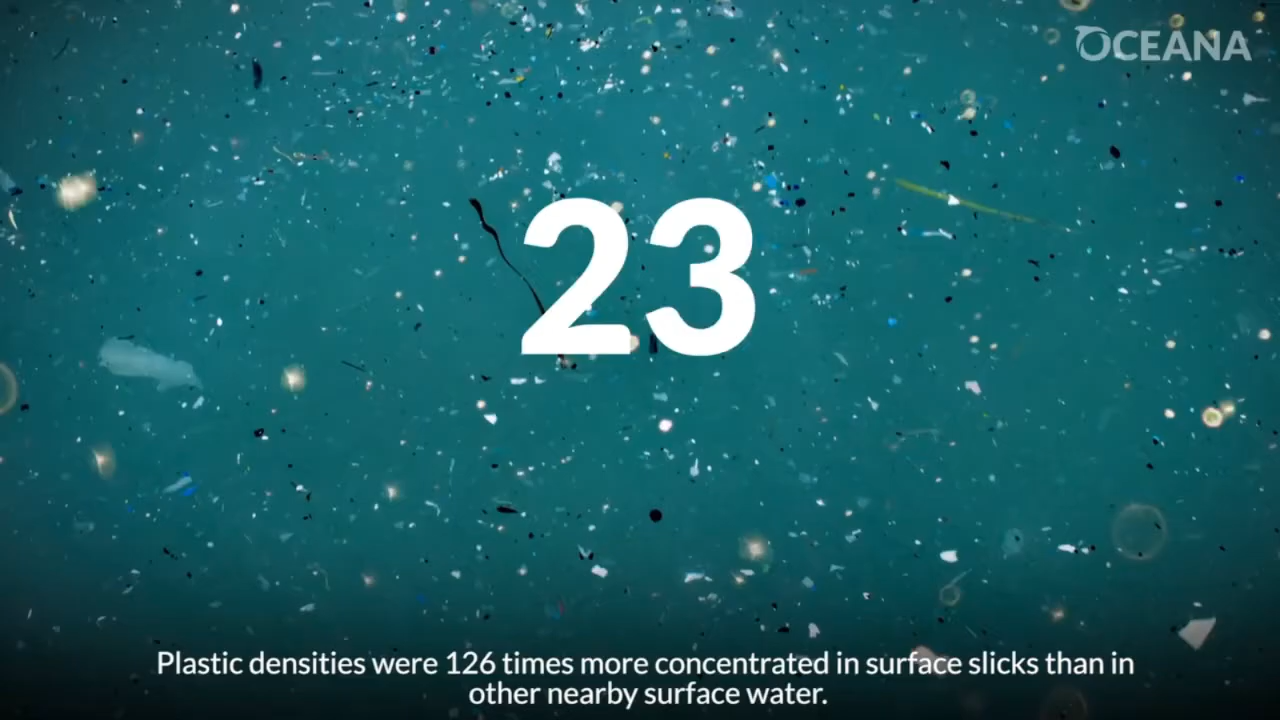 OCEANA
23
Plastic densities were 126 times more concentrated in surface slicks than in
other nearby surface water.